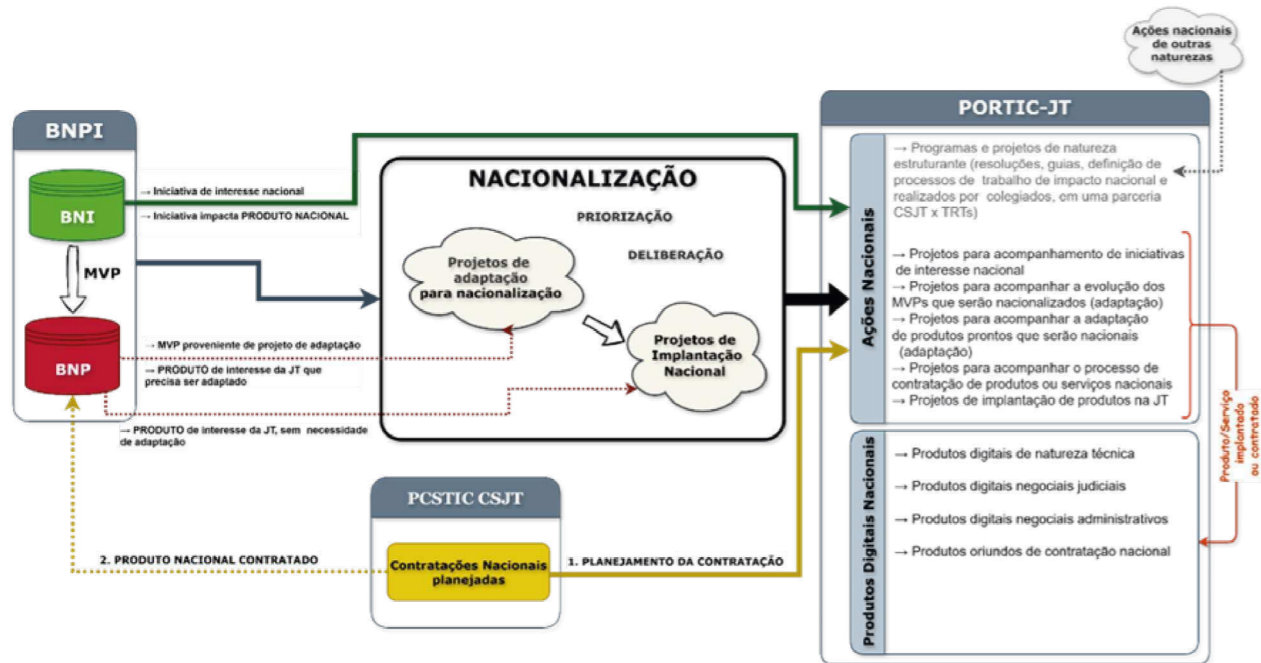 Ações nacionais
de outras
naturezas
BNPI
BNI
MVP
BNP
→ Iniciativa de interesse nacional
→ Iniciativa impacta PRODUTO NACIONAL
→ MVP proveniente de projeto de adaptação
→ PRODUTO de interesse da JT que
precisa ser adaptado
→ PRODUTO de interesse da JT, sem necessidade
de adaptação
NACIONALIZAÇÃO
PRIORIZAÇÃO
DELIBERAÇÃO
Projetos de
adaptação
para nacionalização
Projetos de
Implantação
Nacional
PCSTIC CSJT
Contratações Nacionais
planejadas
2. PRODUTO NACIONAL CONTRATADO
1. PLANEJAMENTO DA CONTRATAÇÃO
PORTIC-JT
Ações Nacionais
→ Programas e projetos de natureza
estruturante (resoluções, guias, definição de
processos de trabalho de impacto nacional e
realizados por colegiados, em uma parceria
CSJT x TRTs)
→ Projetos para acompanhamento de iniciativas
de interesse nacional
→ Projetos para acompanhar a evolução dos
MVPs que serão nacionalizados (adaptação)
→ Projetos para acompanhar a adaptação
de produtos prontos que serão nacionais
(adaptação)
→ Projetos para acompanhar o processo de
contratação de produtos ou serviços nacionais
→ Projetos de implantação de produtos na JT
Produto/Serviço
implantado
ou contratado
Produtos Digitais Nacionais
→ Produtos digitais de natureza técnica
→ Produtos digitais negociais judiciais
→ Produtos digitais negociais administrativos
→ Produtos oriundos de contratação nacional